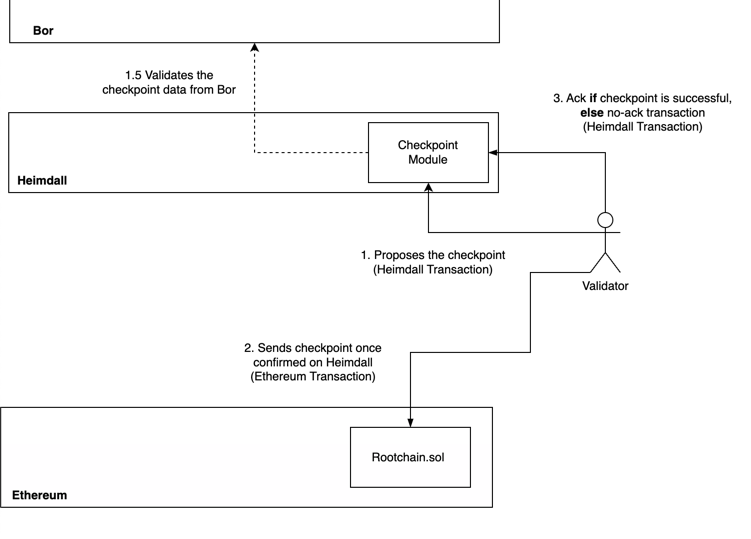 Bor
1.5 Validates the
checkpoint data from Bor
3. Ack if checkpoint is successful,
else no-ack transaction
(Heimdall Transaction)
Checkpoint
Module
Heimdall
1. Proposes the checkpoint
(Heimdall Transaction)
Validator
2. Sends checkpoint once
confirmed on Heimdall
(Ethereum Transaction)
Rootchain.sol
Ethereum